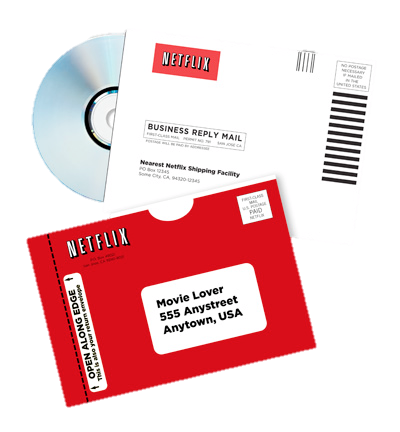 NETFLIX
NO POSTAGE
NECESSARY
IF MAILED
IN THE
UNITED STATES
BUSINESS REPLY MAIL
FIRST-CLASS MAIL PERMIT NO. 791 SAN JOSE CA
POSTAGE WILL BE PAID BY ADDRESSEE
Nearest Netflix Shipping Facility
PO Box 12345
Some City, CA 94320-12345
FIRST-CLASS
MAIL
U.S. POSTAGE
PAID
NETFLIX
NETFLIX
OPEN ALONG EDGE
This is also your return envelope
Movie Lover
555 Anystreet
Anytown, USA